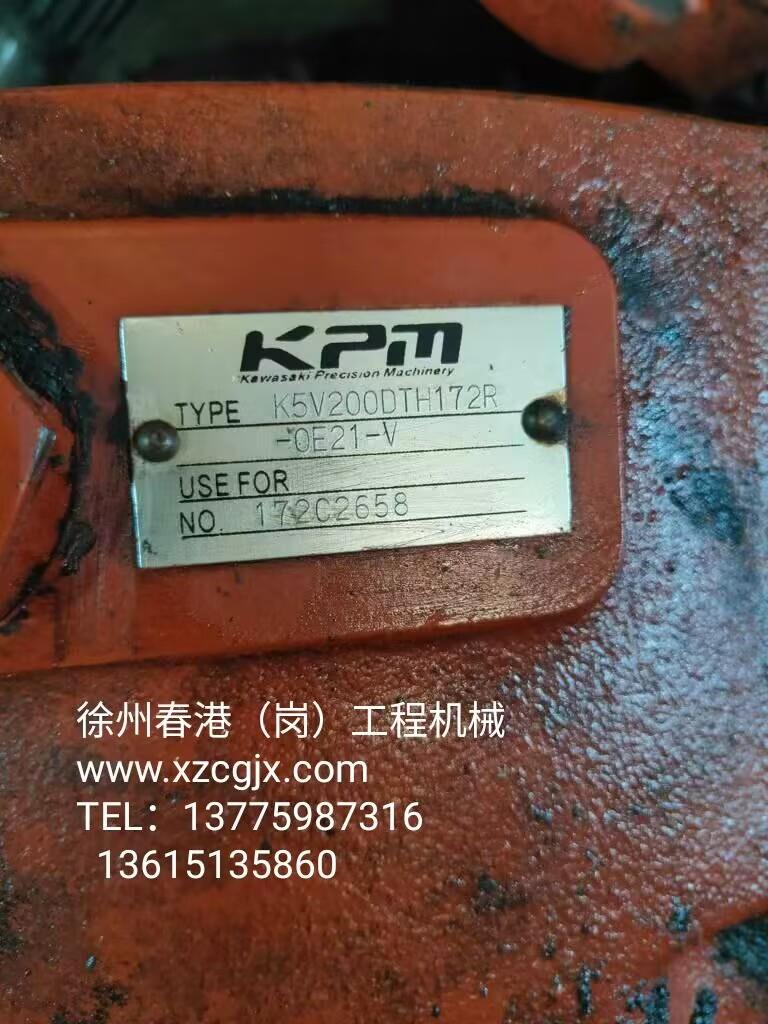 KPM
Kawasaki Precision Machinery
TYPE K5V200DTH172R
-0E21-V
USE FOR
NO. 172C2658
徐州春港（岗）工程机械
www.xzcgjx.com
TEL：13775987316
13615135860